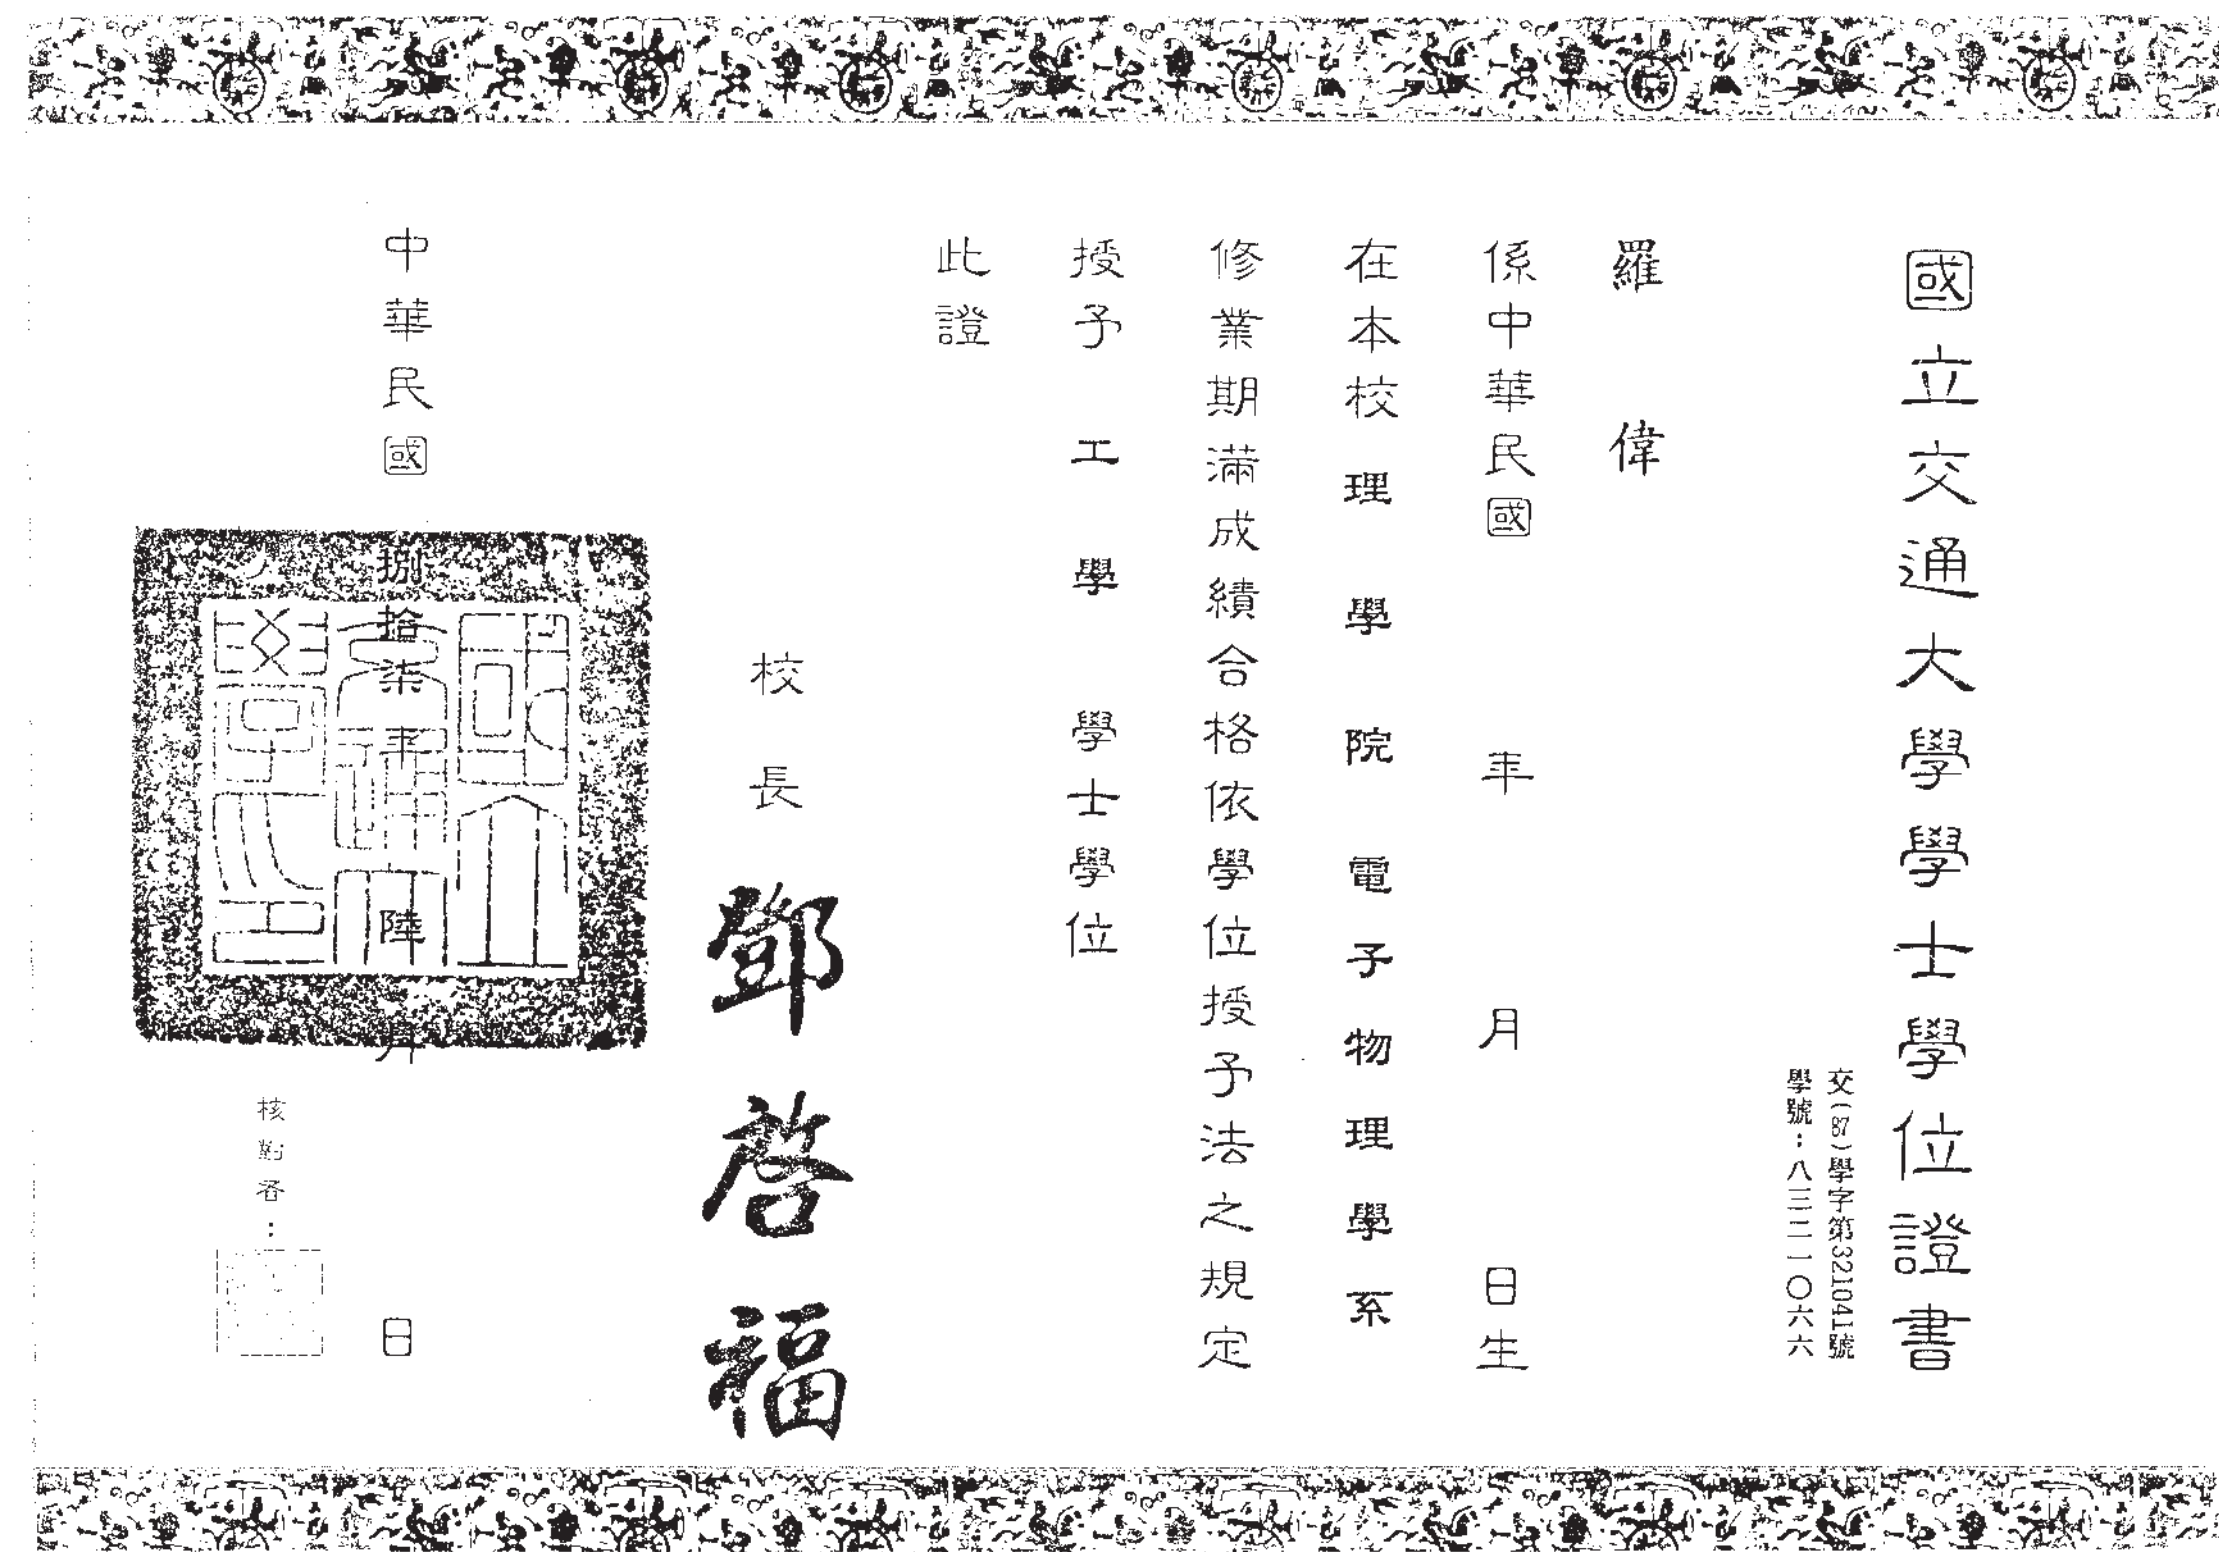 國立交通大學學士學位證書
交(87)學字第321041號
學號：八三二一〇六六
羅偉
係中華民國 年 月 日生
在本校理學院電子物理學系
修業期滿成績合格依學位授予法之規定
授予工學學士學位
此證
校長 鄧啓福
中華民國捌拾柒年陸月 日
核對者：